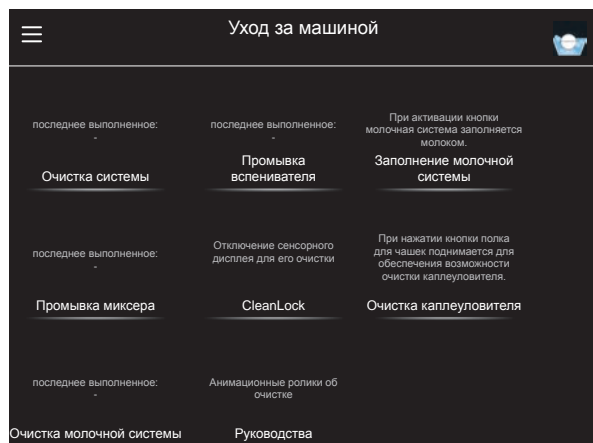 Уход за машиной
последнее выполненное:
-
Очистка системы
последнее выполненное:
-
Промывка
вспенивателя
При активации кнопки
молочная система заполняется
молоком.
Заполнение молочной
системы
последнее выполненное:
-
Промывка миксера
Отключение сенсорного
дисплея для его очистки
CleanLock
При нажатии кнопки полка
для чашек поднимается для
обеспечения возможности
очистки каплеуловителя.
Очистка каплеуловителя
последнее выполненное:
-
Очистка молочной системы
Анимационные ролики об
очистке
Руководства